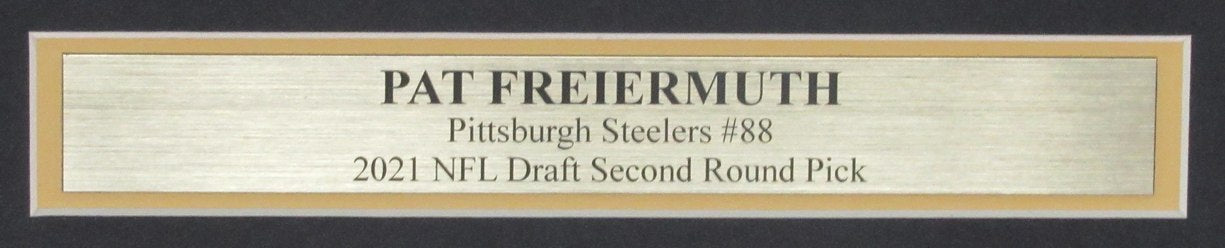 PAT FREIERMUTH
Pittsburgh Steelers #88
2021 NFL Draft Second Round Pick